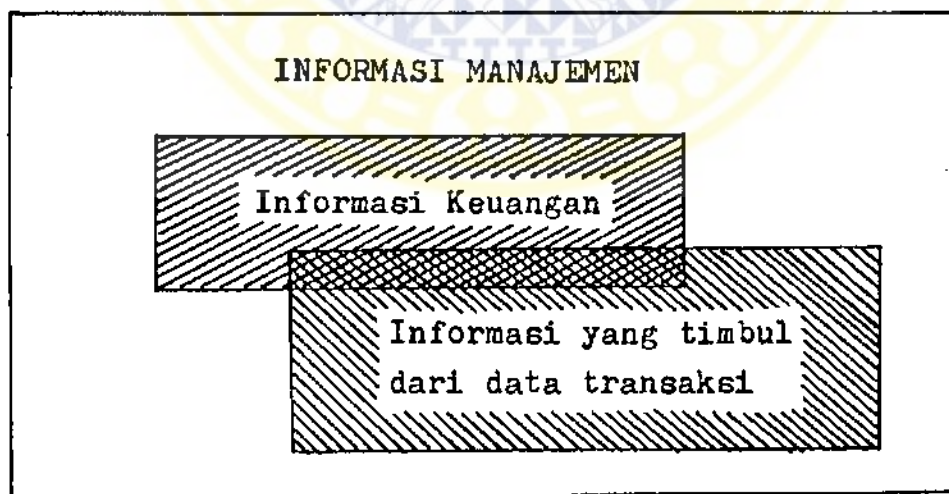 INFORMASI MANAJEMEN
Informasi Keuangan
Informasi yang timbul
dari data transaksi